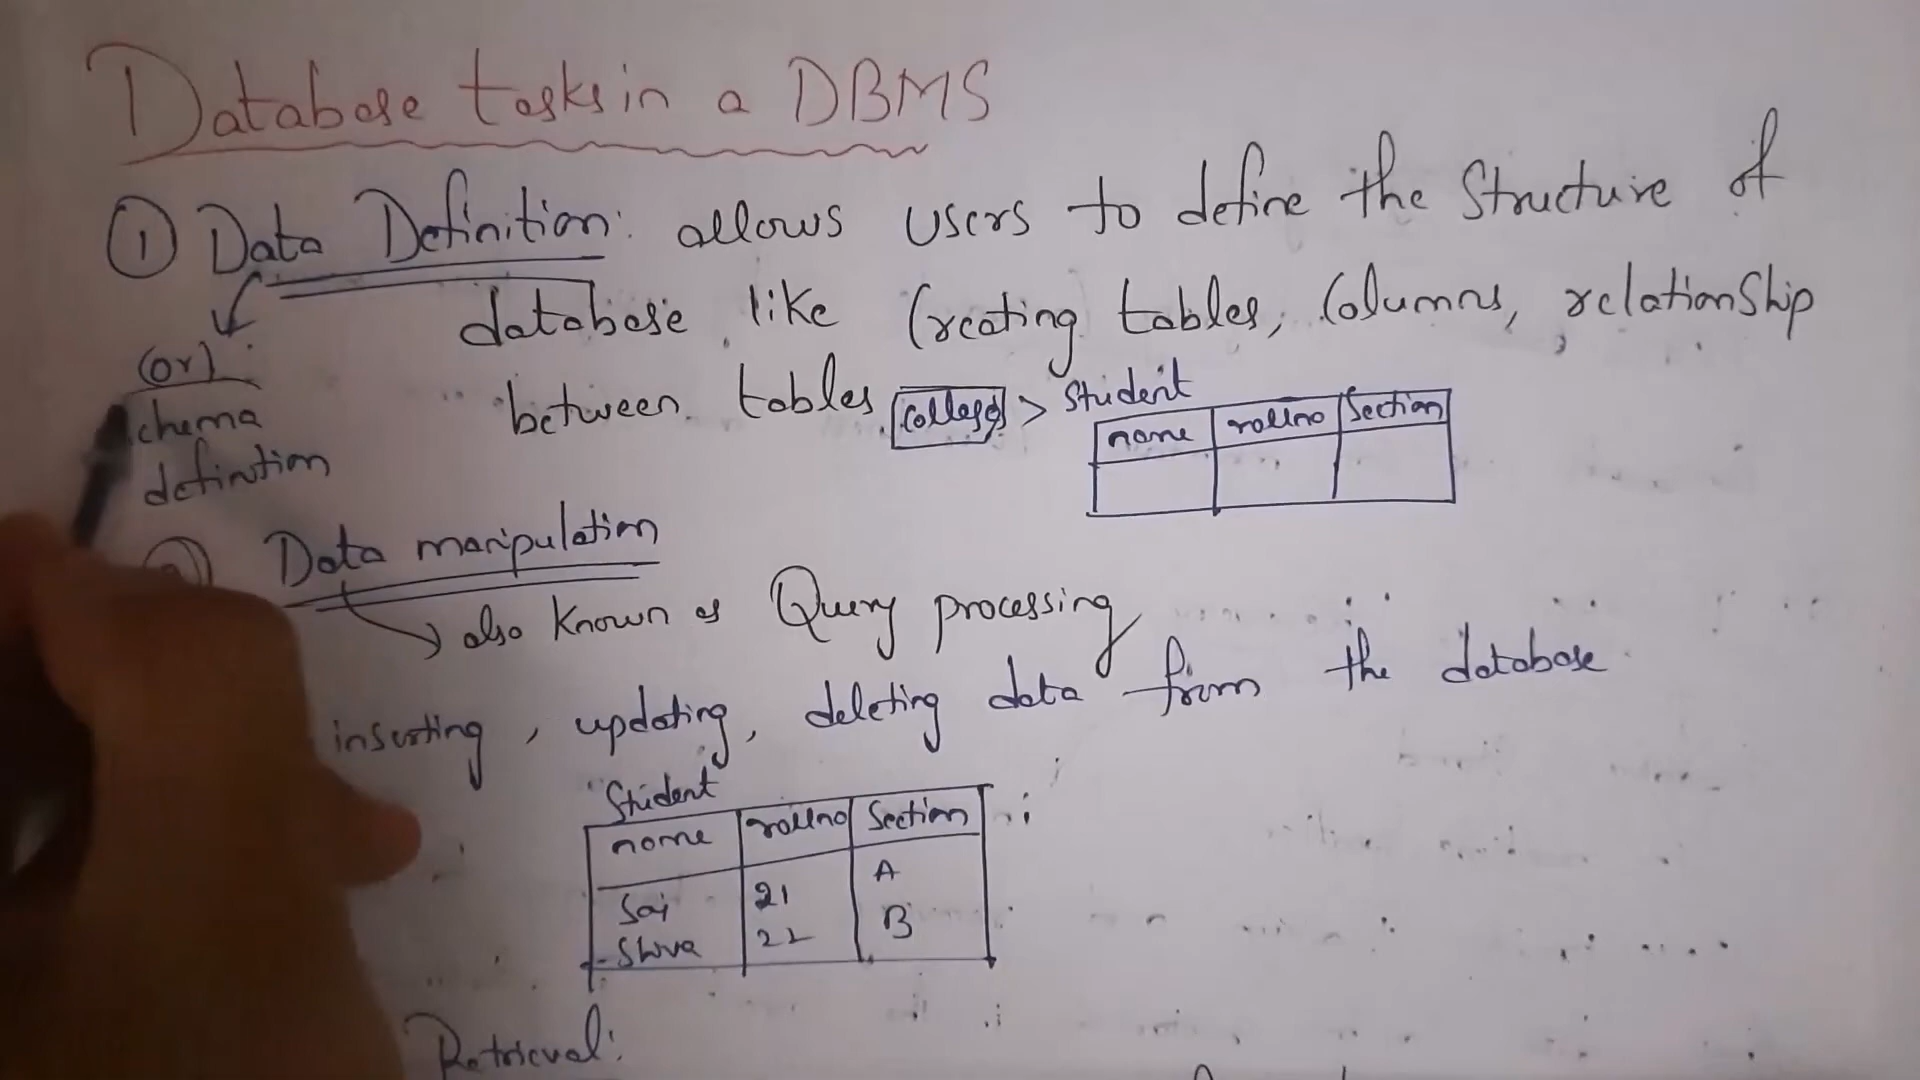 Database tasks in a DBMS
① Data Definition: allows users to define the structure of
database like Creating tables, Columns, relationship
between tables. College > Student
name rollno Section
(or)
chema
definition
Data manipulation
also known as Query processing
inserting, updating, deleting data from the database
Student
name rollno Section
Sai 21 A
Shiva 22 B
Retrieval: